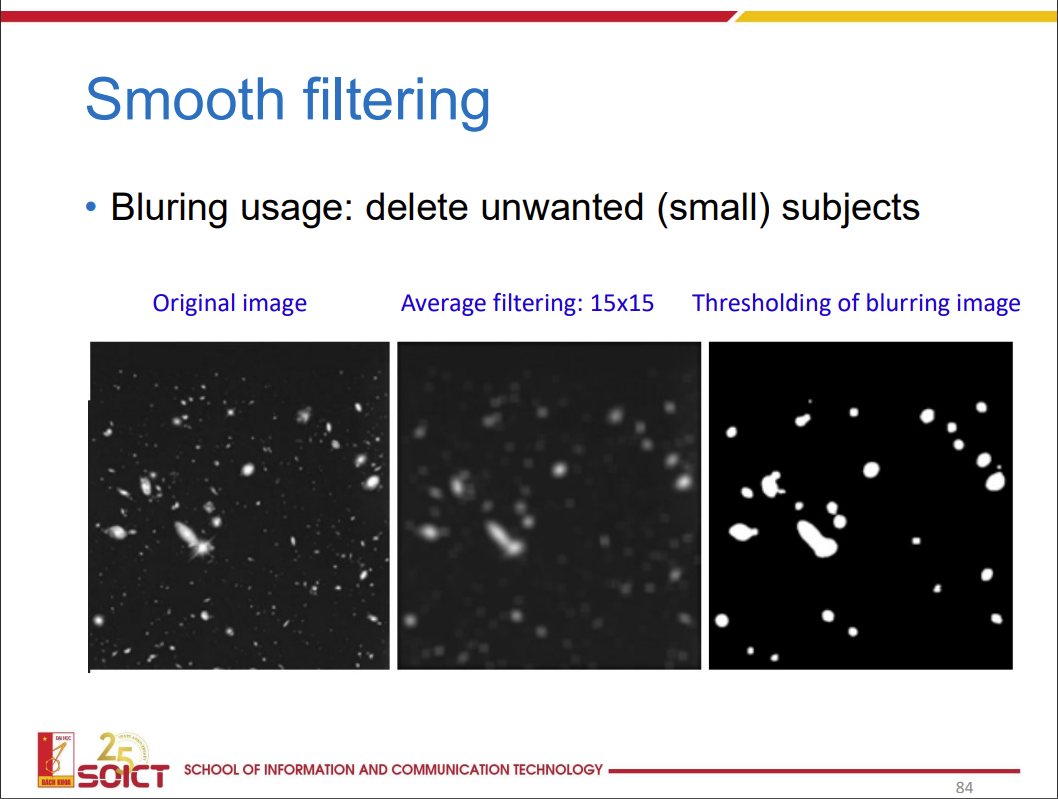 Smooth filtering
• Bluring usage: delete unwanted (small) subjects
Original image
Average filtering: 15x15
Thresholding of blurring image
ĐẠI HỌC
BÁCH KHOA
25
SOICT
SCHOOL OF INFORMATION AND COMMUNICATION TECHNOLOGY
84